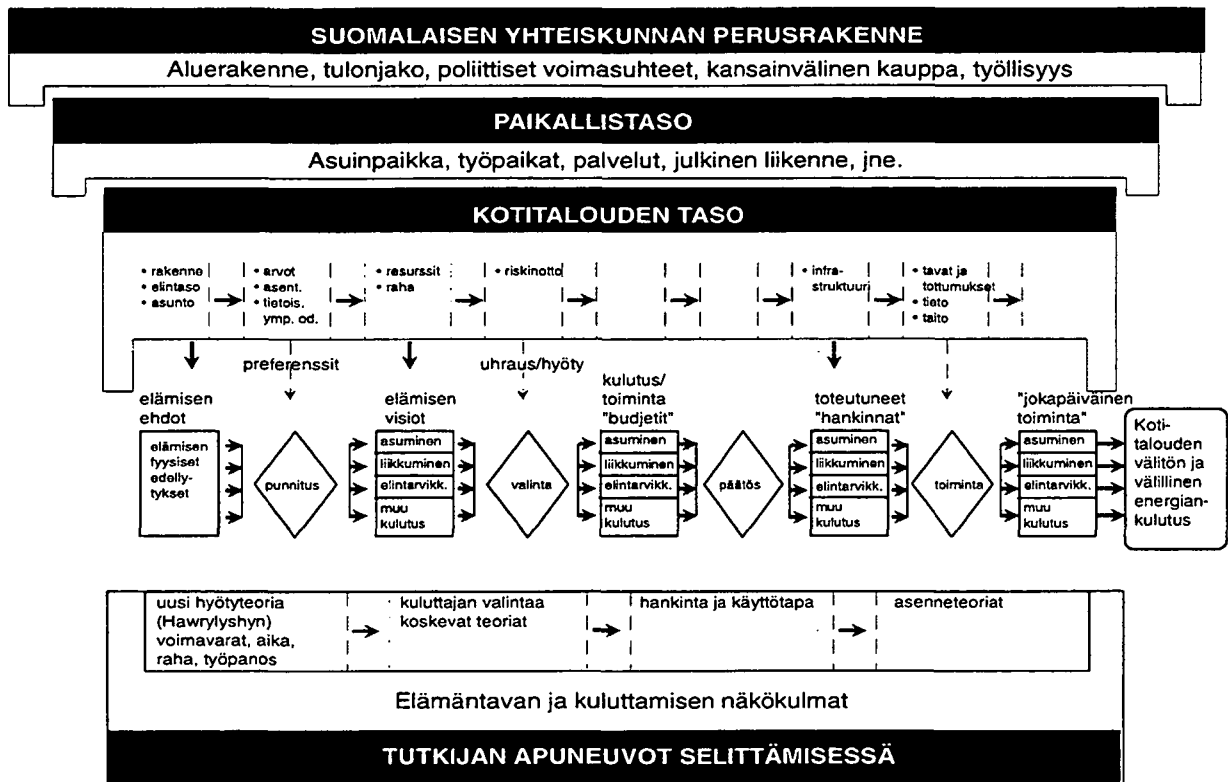 SUOMALAISEN YHTEISKUNNAN PERUSRAKENNE
Aluerakenne, tulonjako, poliittiset voimasuhteet, kansainvälinen kauppa, työllisyys
PAIKALLISTASO
Asuinpaikka, työpaikat, palvelut, julkinen liikenne, jne.
KOTITALOUDEN TASO
• rakenne
• elintaso
• asunto
• arvot
• asent.
• tietois.
ymp. od.
• resurssit
• raha
• riskinotto
• infra-
struktuuri
• tavat ja
tottumukset
• tieto
• taito
preferenssit
uhraus/hyöty
elämisen
ehdot
elämisen
fyysiset
edelly-
tykset
punnitus
elämisen
visiot
asuminen
liikkuminen
elintarvikk.
muu
kulutus
valinta
kulutus/
toiminta
"budjetit"
asuminen
liikkuminen
elintarvikk.
muu
kulutus
päätös
toteutuneet
"hankinnat"
asuminen
liikkuminen
elintarvikk.
muu
kulutus
toiminta
"jokapäiväinen
toiminta"
asuminen
liikkuminen
elintarvikk.
muu
kulutus
Koti-
talouden
välitön ja
välillinen
energian-
kulutus
uusi hyötyteoria
(Hawrylyshyn)
voimavarat, aika,
raha, työpanos
kuluttajan valintaa
koskevat teoriat
hankinta ja käyttötapa
asenneteoriat
Elämäntavan ja kuluttamisen näkökulmat
TUTKIJAN APUNEUVOT SELITTÄMISESSÄ